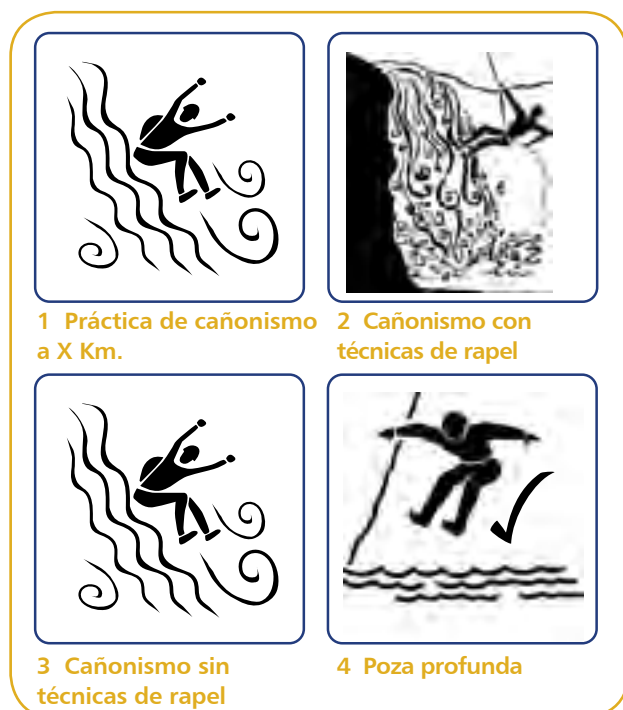 1 Práctica de cañonismo
a X Km.
2 Cañonismo con
técnicas de rapel
3 Cañonismo sin
técnicas de rapel
4 Poza profunda